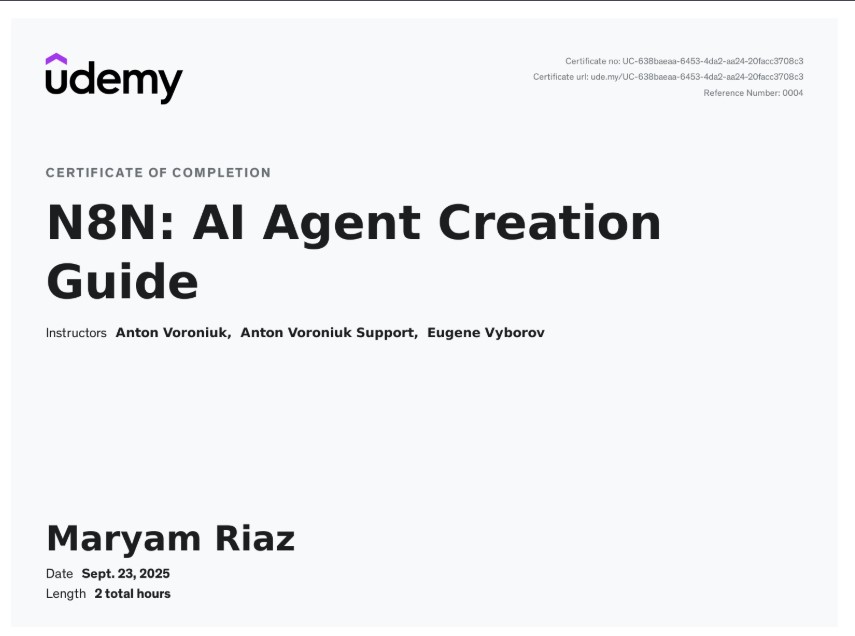 udemy
Certificate no: UC-638baeaa-6453-4da2-aa24-20facc3708c3
Certificate url: ude.my/UC-638baeaa-6453-4da2-aa24-20facc3708c3
Reference Number: 0004
CERTIFICATE OF COMPLETION
N8N: AI Agent Creation
Guide
Instructors Anton Voroniuk, Anton Voroniuk Support, Eugene Vyborov
Maryam Riaz
Date Sept. 23, 2025
Length 2 total hours